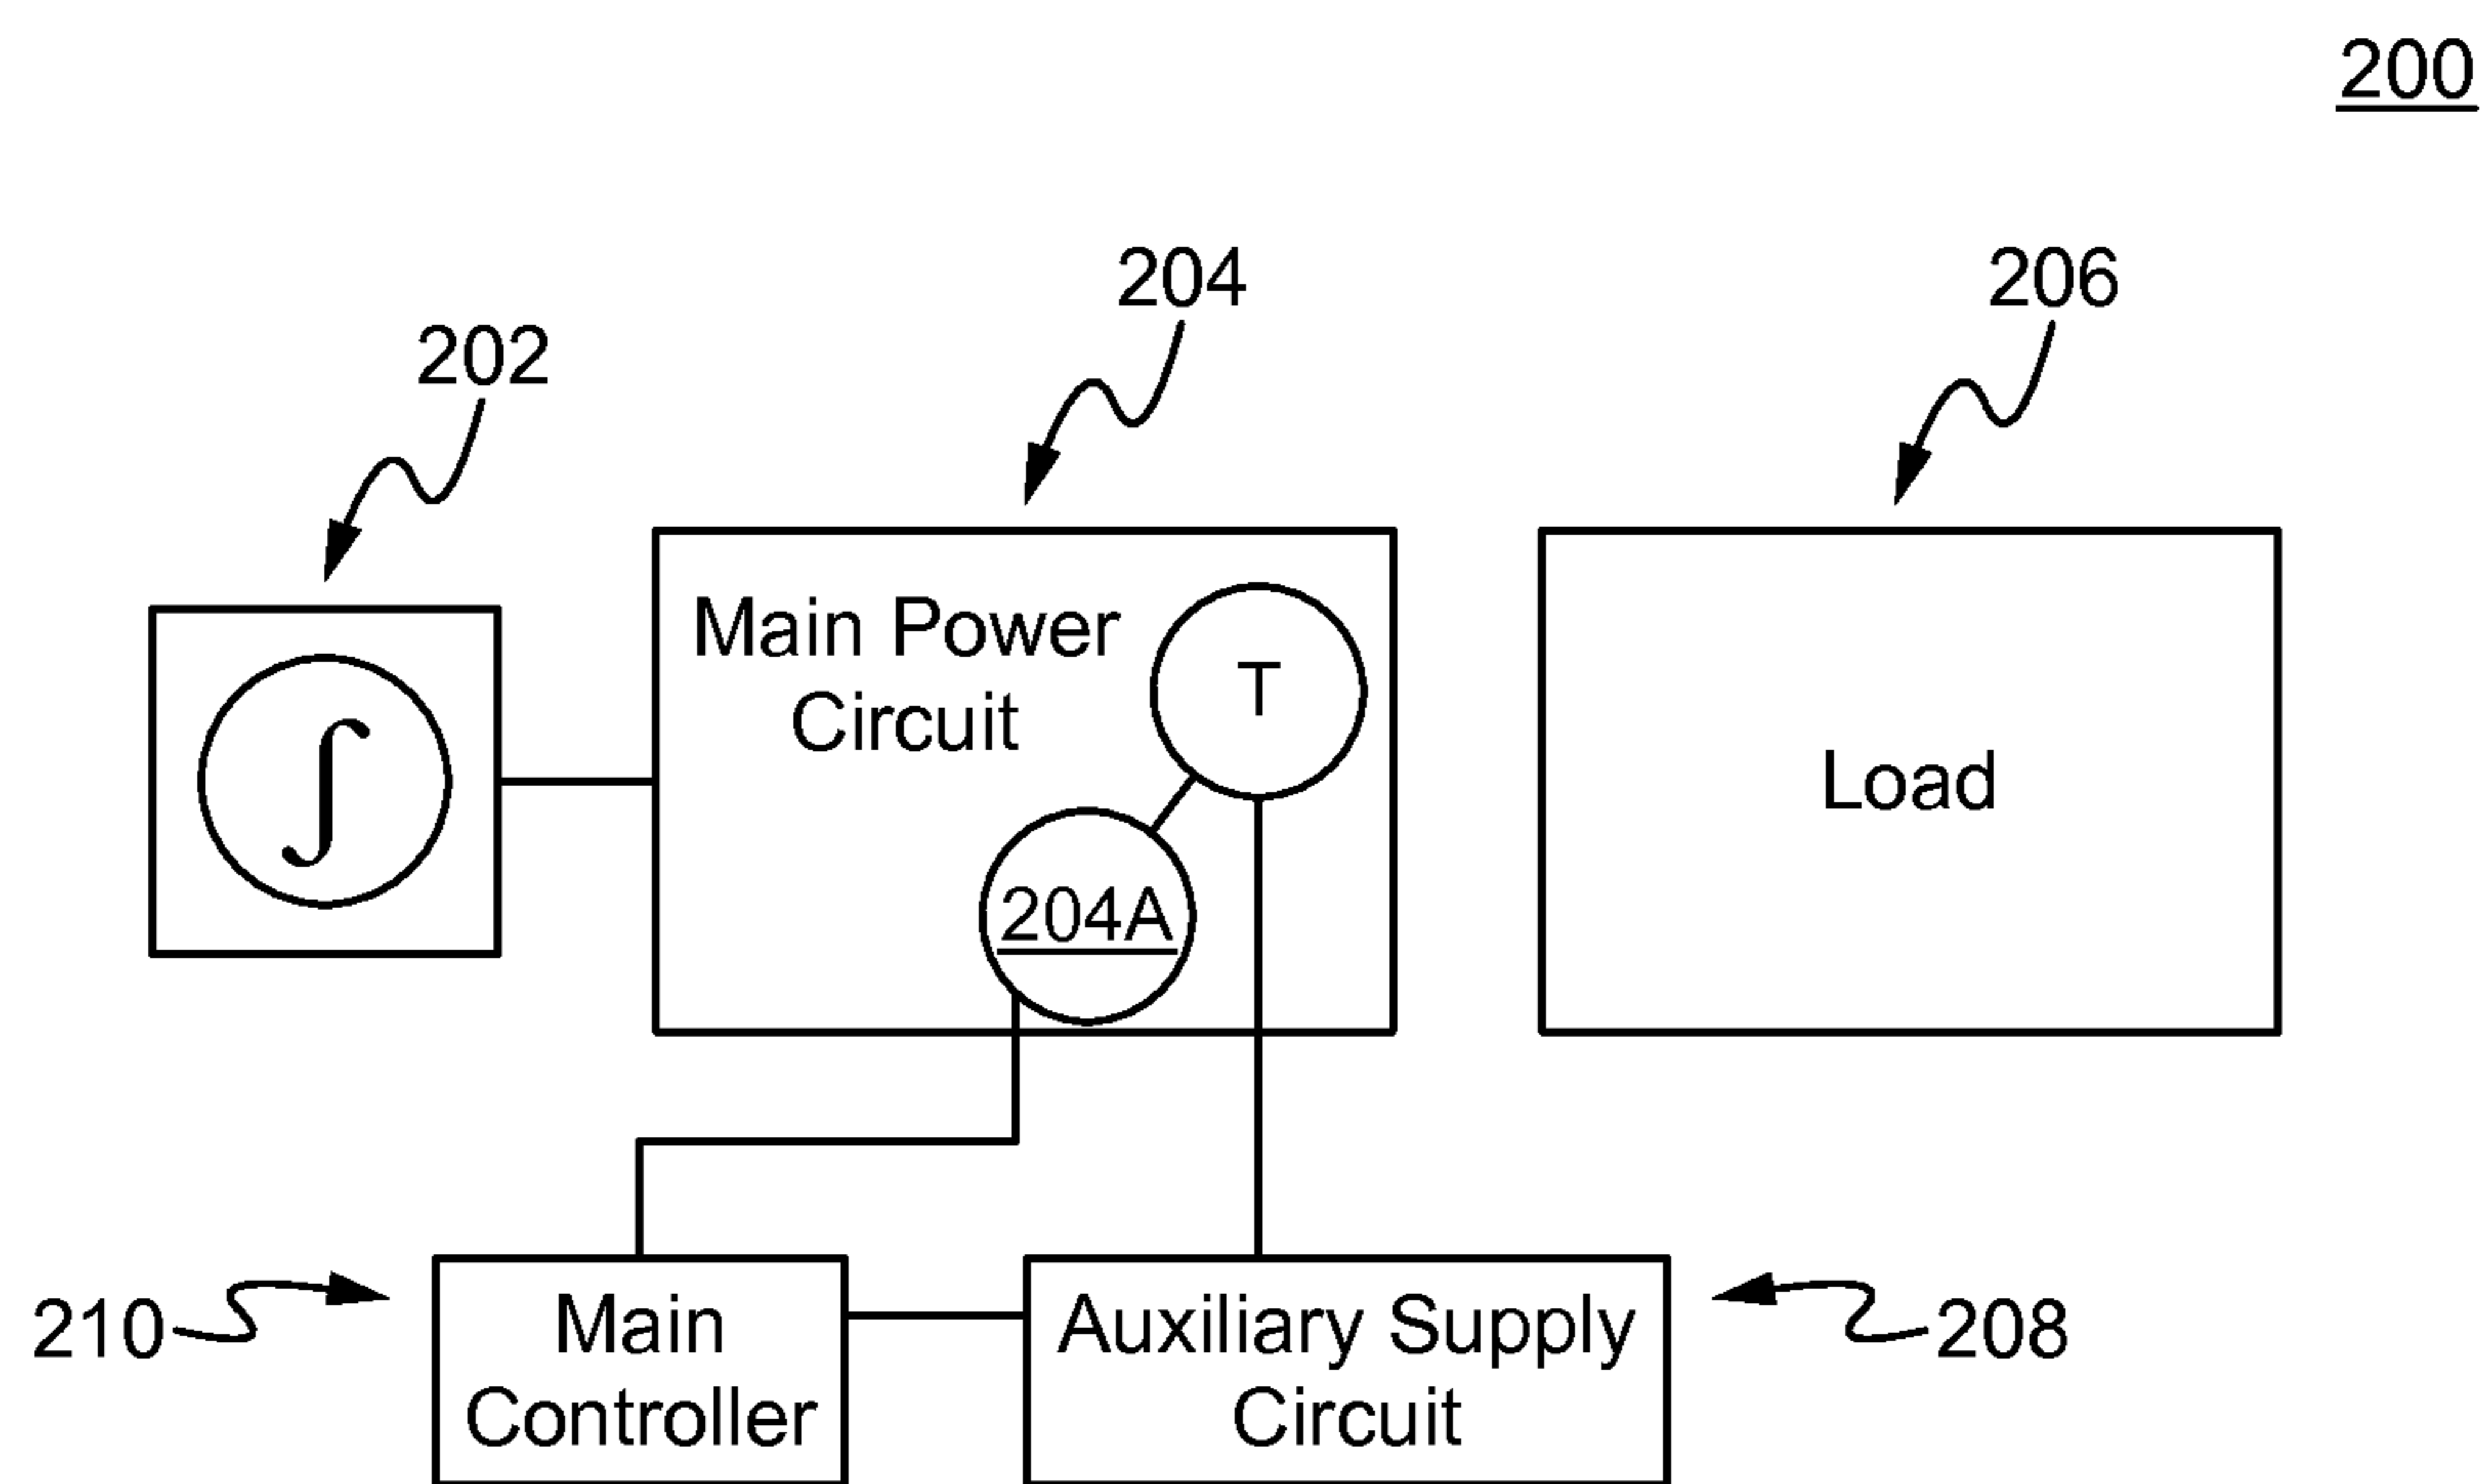 200
204
206
202
Main Power
Circuit
T
∫
Load
204A
210
Main
Controller
Auxiliary Supply
Circuit
208